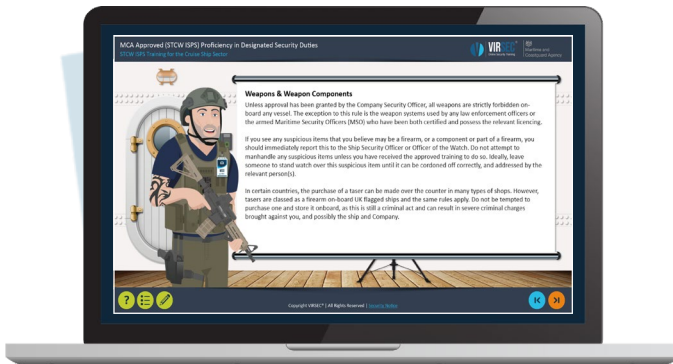 MCA Approved (STCW ISPS) Proficiency in Designated Security Duties
STCW ISPS Training for the Cruise Ship Sector
VIRSEC
Maritime and
Coastguard Agency
Weapons & Weapon Components
Unless approval has been granted by the Company Security Officer, all weapons are strictly forbidden on-
board any vessel. The exception to this rule is the weapon systems used by any law enforcement officers or
the armed Maritime Security Officers (MSO) who have been both certified and possess the relevant licencing.
If you see any suspicious items that you believe may be a firearm, or a component or part of a firearm, you
should immediately report this to the Ship Security Officer or Officer of the Watch. Do not attempt to
manhandle any suspicious items unless you have received the approved training to do so. Ideally, leave
someone to stand watch over this suspicious item until it can be cordoned off correctly, and addressed by the
relevant person(s).
In certain countries, the purchase of a taser can be made over the counter in many types of shops. However,
tasers are classed as a firearm on-board UK flagged ships and the same rules apply. Do not be tempted to
purchase one and store it onboard, as this is still a criminal act and can result in severe criminal charges
brought against you, and possibly the ship and Company.
?
Copyright VIRSEC® | All Rights Reserved | Security Notice